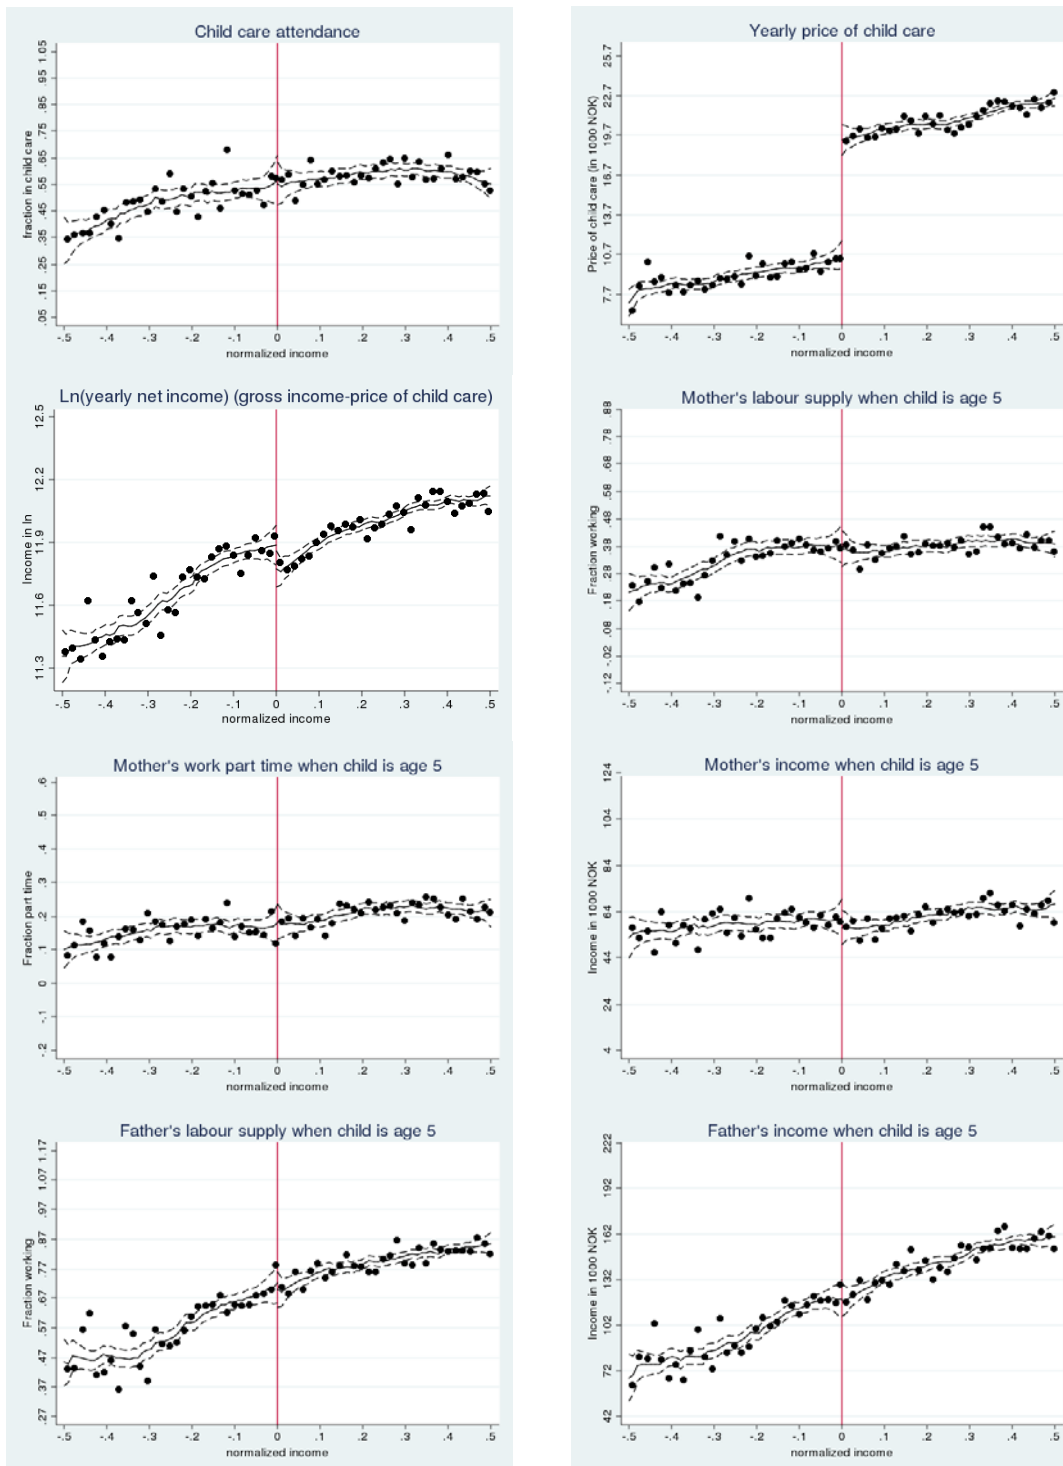 Child care attendance
fraction in child care
.05 .15 .25 .35 .45 .55 .65 .75 .85 .95 1.05
-.5 -.4 -.3 -.2 -.1 0 .1 .2 .3 .4 .5
normalized income
Yearly price of child care
Price of child care (in 1000 NOK)
7.7 10.7 13.7 16.7 19.7 22.7 25.7
-.5 -.4 -.3 -.2 -.1 0 .1 .2 .3 .4 .5
normalized income
Ln(yearly net income) (gross income-price of child care)
Income in ln
11.3 11.6 11.9 12.2 12.5
-.5 -.4 -.3 -.2 -.1 0 .1 .2 .3 .4 .5
normalized income
Mother's labour supply when child is age 5
Fraction working
-.12 -.02 .08 .18 .28 .38 .48 .58 .68 .78 .88
-.5 -.4 -.3 -.2 -.1 0 .1 .2 .3 .4 .5
normalized income
Mother's work part time when child is age 5
Fraction part time
-.2 -.1 0 .1 .2 .3 .4 .5 .6
-.5 -.4 -.3 -.2 -.1 0 .1 .2 .3 .4 .5
normalized income
Mother's income when child is age 5
Income in 1000 NOK
4 24 44 64 84 104 124
-.5 -.4 -.3 -.2 -.1 0 .1 .2 .3 .4 .5
normalized income
Father's labour supply when child is age 5
Fraction working
.27 .37 .47 .57 .67 .77 .87 .97 1.07 1.17
-.5 -.4 -.3 -.2 -.1 0 .1 .2 .3 .4 .5
normalized income
Father's income when child is age 5
Income in 1000 NOK
42 72 102 132 162 192 222
-.5 -.4 -.3 -.2 -.1 0 .1 .2 .3 .4 .5
normalized income